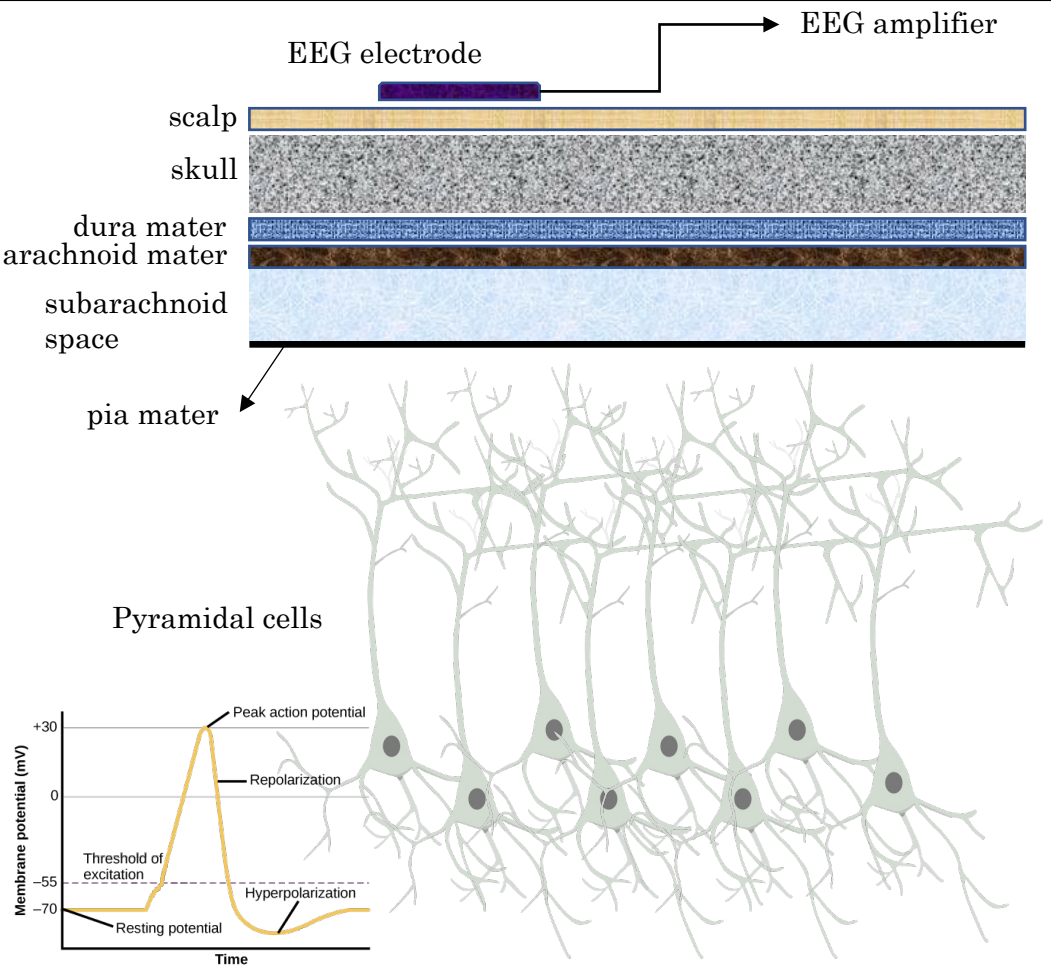 EEG amplifier
EEG electrode
scalp
skull
dura mater
arachnoid mater
subarachnoid
space
pia mater
Pyramidal cells
Membrane potential (mV)
+30
0
–55
–70
Peak action potential
Repolarization
Threshold of
excitation
Hyperpolarization
Resting potential
Time